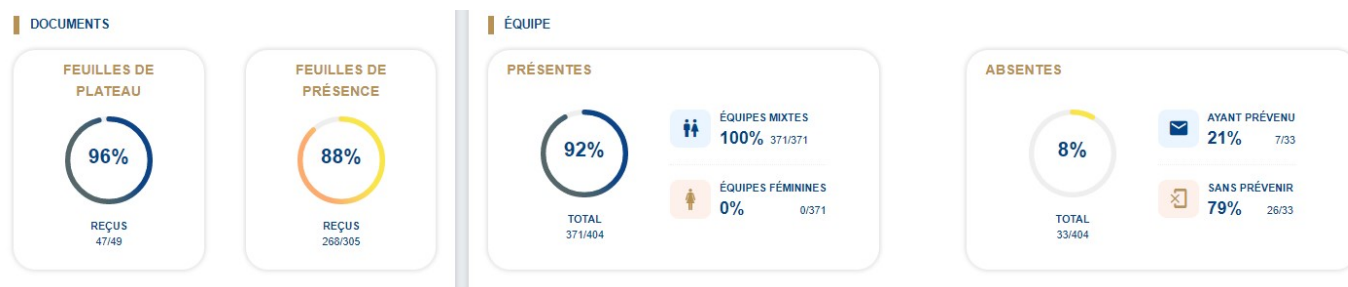 DOCUMENTS
FEUILLES DE
PLATEAU
96%
REÇUS
47/49
FEUILLES DE
PRÉSENCE
88%
REÇUS
268/305
ÉQUIPE
PRÉSENTES
92%
TOTAL
371/404
ÉQUIPES MIXTES
100% 371/371
ÉQUIPES FÉMININES
0% 0/371
ABSENTES
8%
TOTAL
33/404
AYANT PRÉVENU
21% 7/33
SANS PRÉVENIR
79% 26/33